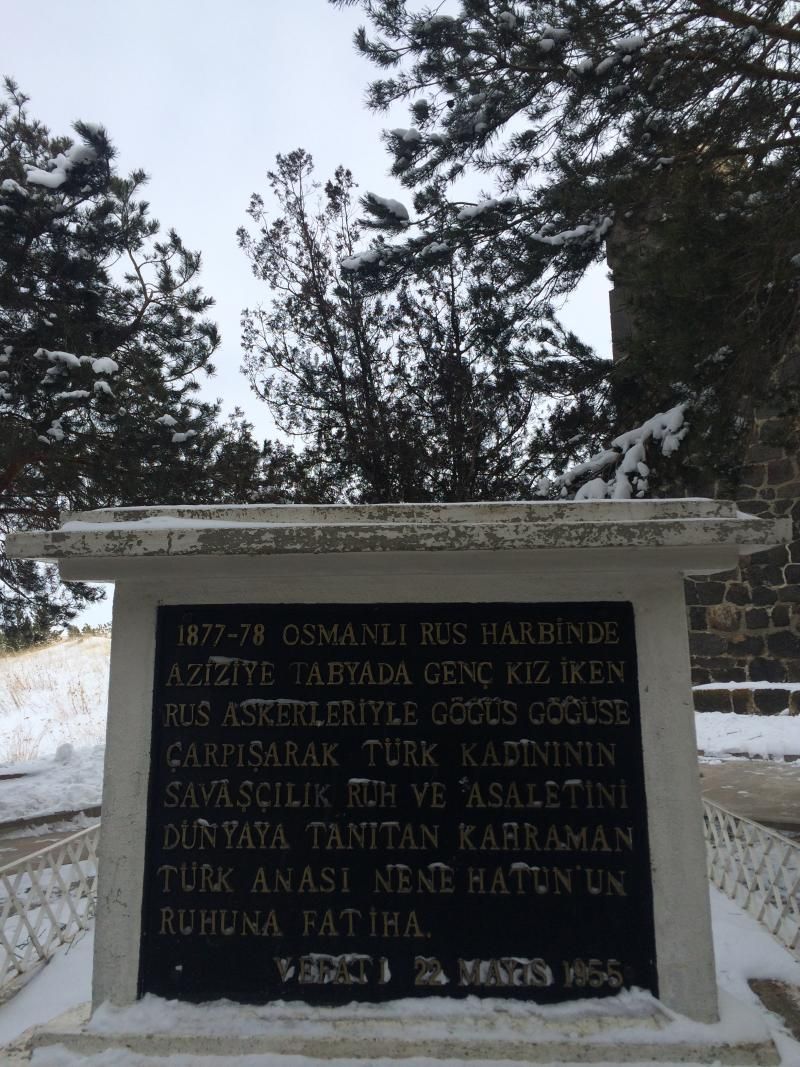 1877-78 OSMANLI RUS HARBİNDE
AZİZİYE TABYADA GENÇ KIZ İKEN
RUS ASKERLERİYLE GÖĞÜS GÖĞÜSE
ÇARPIŞARAK TÜRK KADININ​IN
SAVAŞÇILIK RUH VE ASALETİNİ
DÜNYAYA TANITAN KAHRAMAN
TÜRK ANASI NENE HATUN'UN
RUHUNA FATİHA.
VEFATI 22 MAYIS 1955